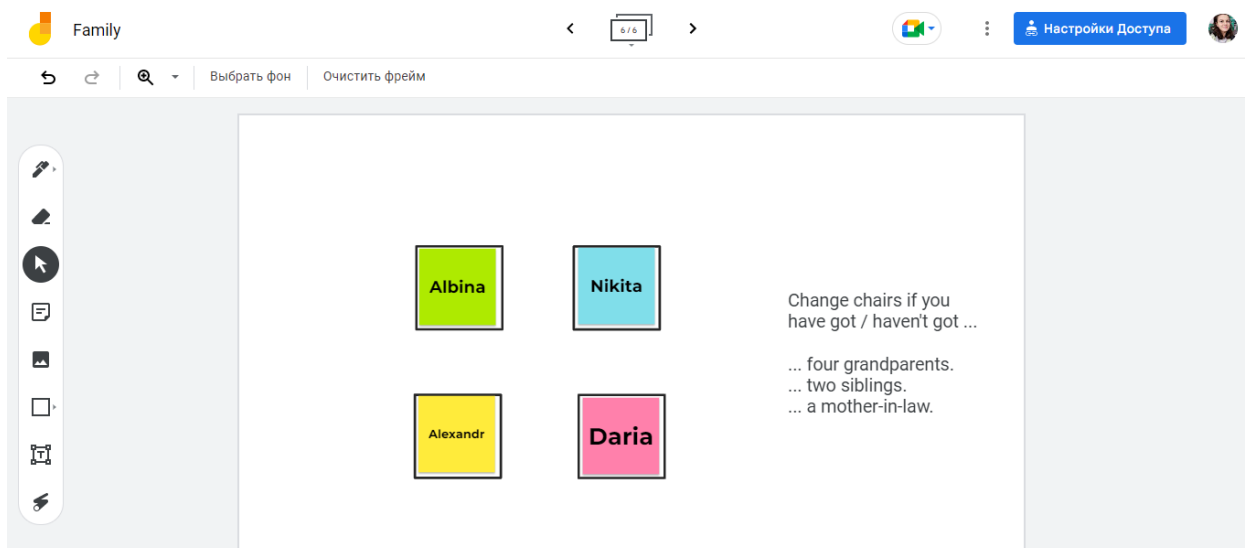 Family
6 / 6
Настройки Доступа
Выбрать фон
Очистить фрейм
Albina
Nikita
Change chairs if you
have got / haven't got ...
... four grandparents.
... two siblings.
... a mother-in-law.
Alexandr
Daria